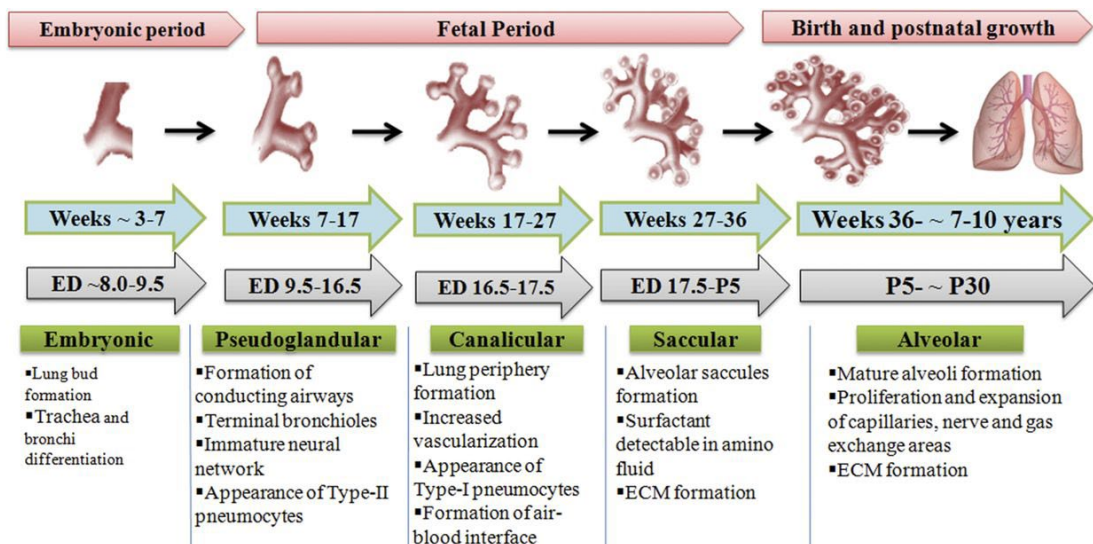 Embryonic period
Fetal Period
Birth and postnatal growth
Weeks ~ 3-7
Weeks 7-17
Weeks 17-27
Weeks 27-36
Weeks 36- ~ 7-10 years
ED ~8.0-9.5
ED 9.5-16.5
ED 16.5-17.5
ED 17.5-P5
P5- ~ P30
Embryonic
▪Lung bud
formation
▪Trachea and
bronchi
differentiation
Pseudoglandular
▪Formation of
conducting airways
▪Terminal bronchioles
▪Immature neural
network
▪Appearance of Type-II
pneumocytes
Canalicular
▪Lung periphery
formation
▪Increased
vascularization
▪Appearance of
Type-I pneumocytes
▪Formation of air-
blood interface
Saccular
▪Alveolar saccules
formation
▪Surfactant
detectable in amino
fluid
▪ECM formation
Alveolar
▪Mature alveoli formation
▪Proliferation and expansion
of capillaries, nerve and gas
exchange areas
▪ECM formation